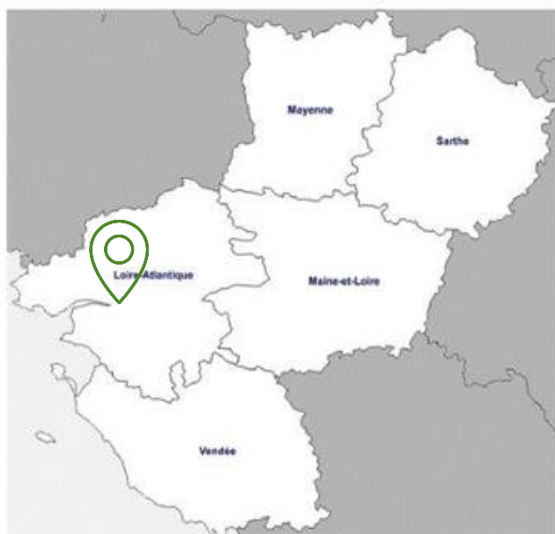 Mayenne
Sarthe
Loire-Atlantique
Maine-et-Loire
Vendée